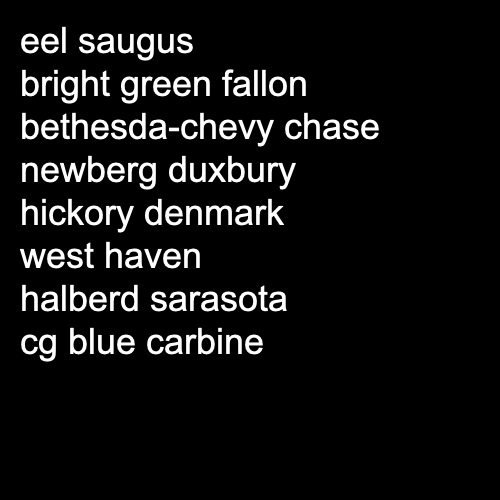 eel saugus
bright green fallon
bethesda-chevy chase
newberg duxbury
hickory denmark
west haven
halberd sarasota
cg blue carbine